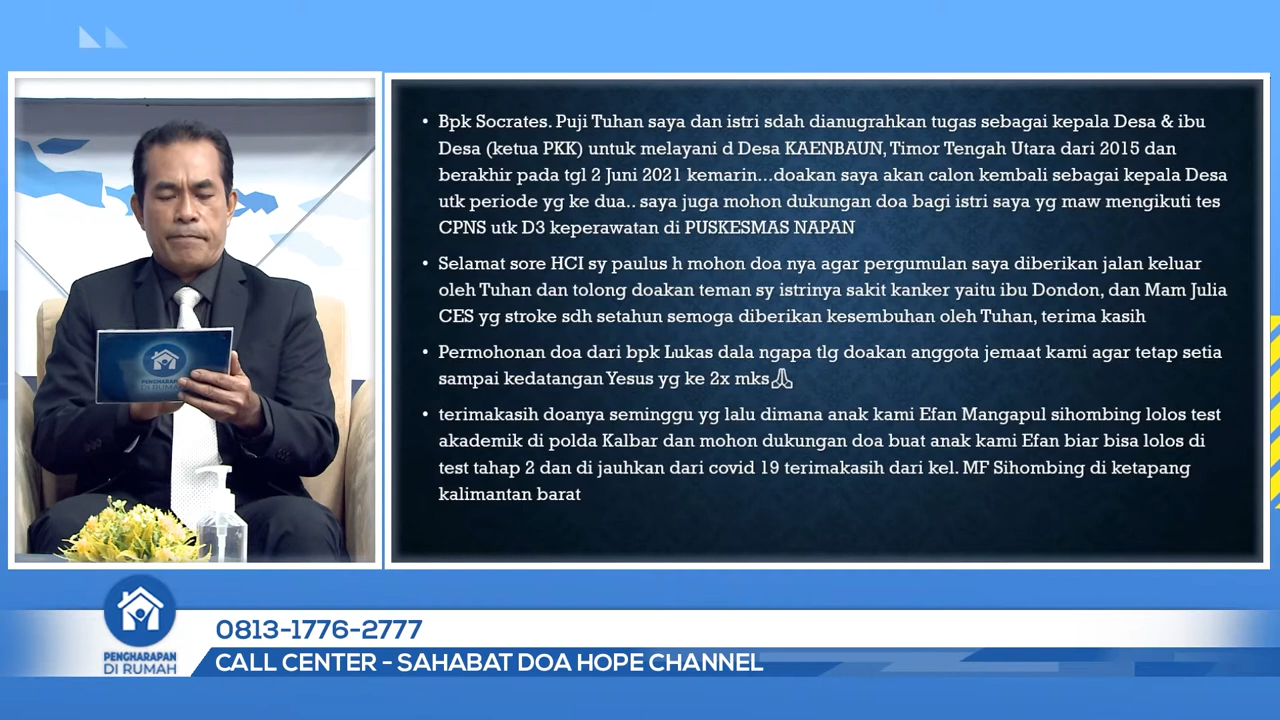 • Bpk Socrates. Puji Tuhan saya dan istri sdah dianugrahkan tugas sebagai kepala Desa & ibu
Desa (ketua PKK) untuk melayani d Desa KAENBAUN, Timor Tengah Utara dari 2015 dan
berakhir pada tgl 2 Juni 2021 kemarin...doakan saya akan calon kembali sebagai kepala Desa
utk periode yg ke dua.. saya juga mohon dukungan doa bagi istri saya yg maw mengikuti tes
CPNS utk D3 keperawatan di PUSKESMAS NAPAN
• Selamat sore HCI sy paulus h mohon doa nya agar pergumulan saya diberikan jalan keluar
oleh Tuhan dan tolong doakan teman sy istrinya sakit kanker yaitu ibu Dondon, dan Mam Julia
CES yg stroke sdh setahun semoga diberikan kesembuhan oleh Tuhan, terima kasih
• Permohonan doa dari bpk Lukas dala ngapa tlg doakan anggota jemaat kami agar tetap setia
sampai kedatangan Yesus yg ke 2x mks🙏
• terimakasih doanya seminggu yg lalu dimana anak kami Efan Mangapul sihombing lolos test
akademik di polda Kalbar dan mohon dukungan doa buat anak kami Efan biar bisa lolos di
test tahap 2 dan di jauhkan dari covid 19 terimakasih dari kel. MF Sihombing di ketapang
kalimantan barat
PENGHARAPAN
DI RUMAH
0813-1776-2777
CALL CENTER - SAHABAT DOA HOPE CHANNEL
PENGHARAPAN
DI RUMAH